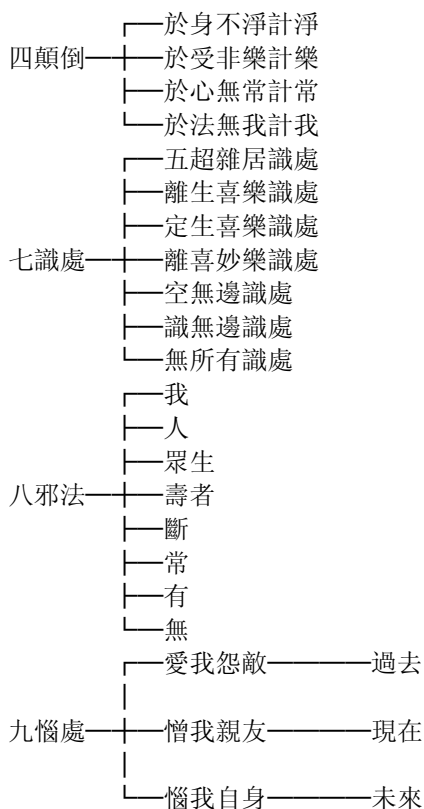 於身不淨計淨
四顛倒 於受非樂計樂
於心無常計常
於法無我計我
五超雜居識處
離生喜樂識處
定生喜樂識處
七識處 離喜妙樂識處
空無邊識處
識無邊識處
無所有識處
我
人
眾生
八邪法 壽者
斷
常
有
無
愛我怨敵 過去
九惱處 憎我親友 現在
惱我自身 未來